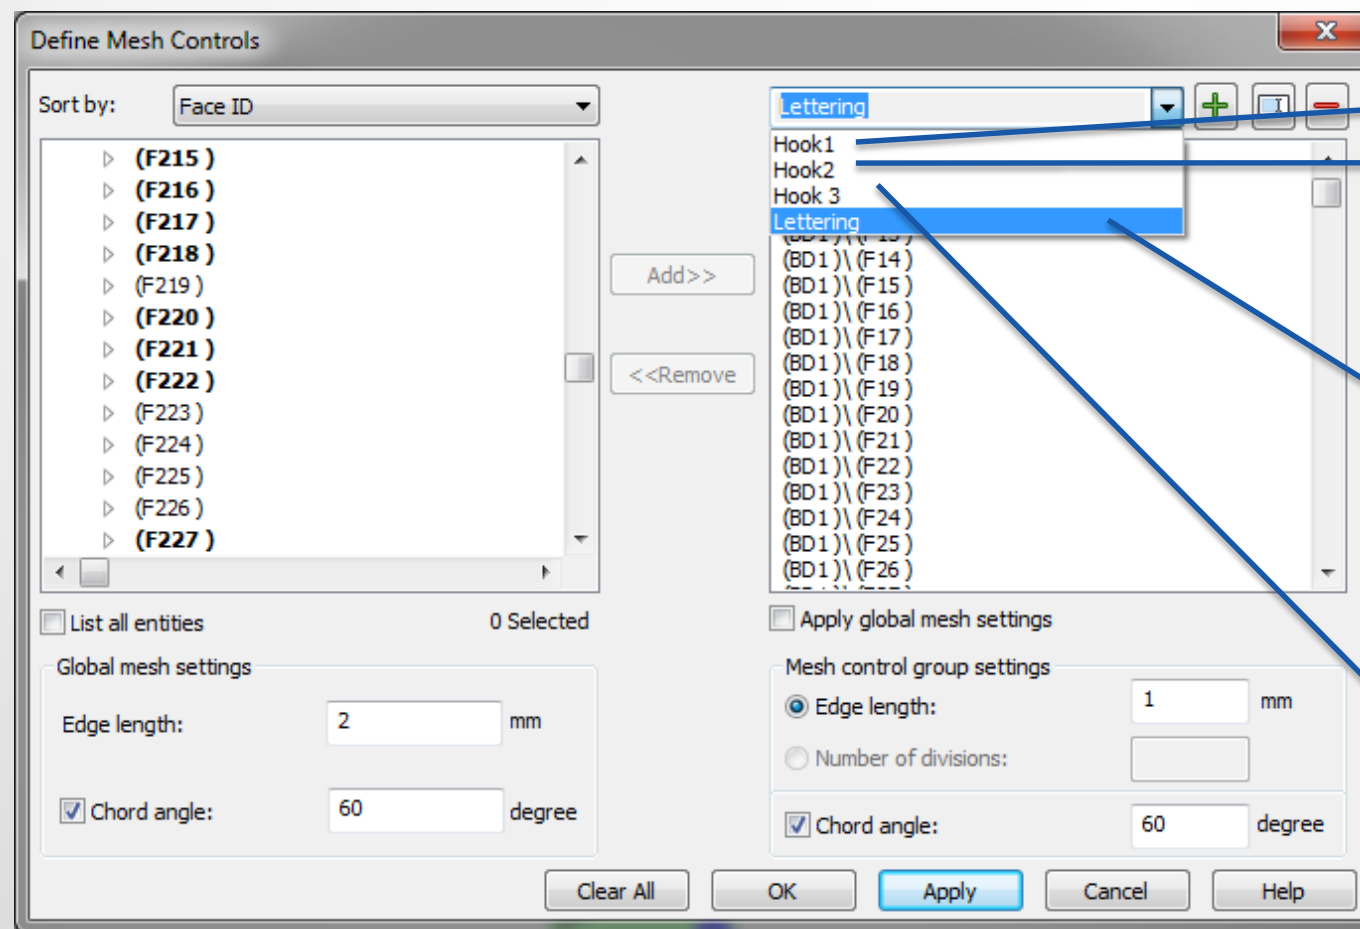 Define Mesh Controls
Sort by:
Face ID
(F215 )
(F216 )
(F217 )
(F218 )
(F219 )
(F220 )
(F221 )
(F222 )
(F223 )
(F224 )
(F225 )
(F226 )
(F227 )
List all entities
0 Selected
Global mesh settings
Edge length:
2
mm
Chord angle:
60
degree
Add>>
<<Remove
Lettering
Hook1
Hook2
Hook 3
Lettering
(BD1 )\ (F14 )
(BD1 )\ (F15 )
(BD1 )\ (F16 )
(BD1 )\ (F17 )
(BD1 )\ (F18 )
(BD1 )\ (F19 )
(BD1 )\ (F20 )
(BD1 )\ (F21 )
(BD1 )\ (F22 )
(BD1 )\ (F23 )
(BD1 )\ (F24 )
(BD1 )\ (F25 )
(BD1 )\ (F26 )
Apply global mesh settings
Mesh control group settings
Edge length:
1
mm
Number of divisions:
Chord angle:
60
degree
Clear All
OK
Apply
Cancel
Help